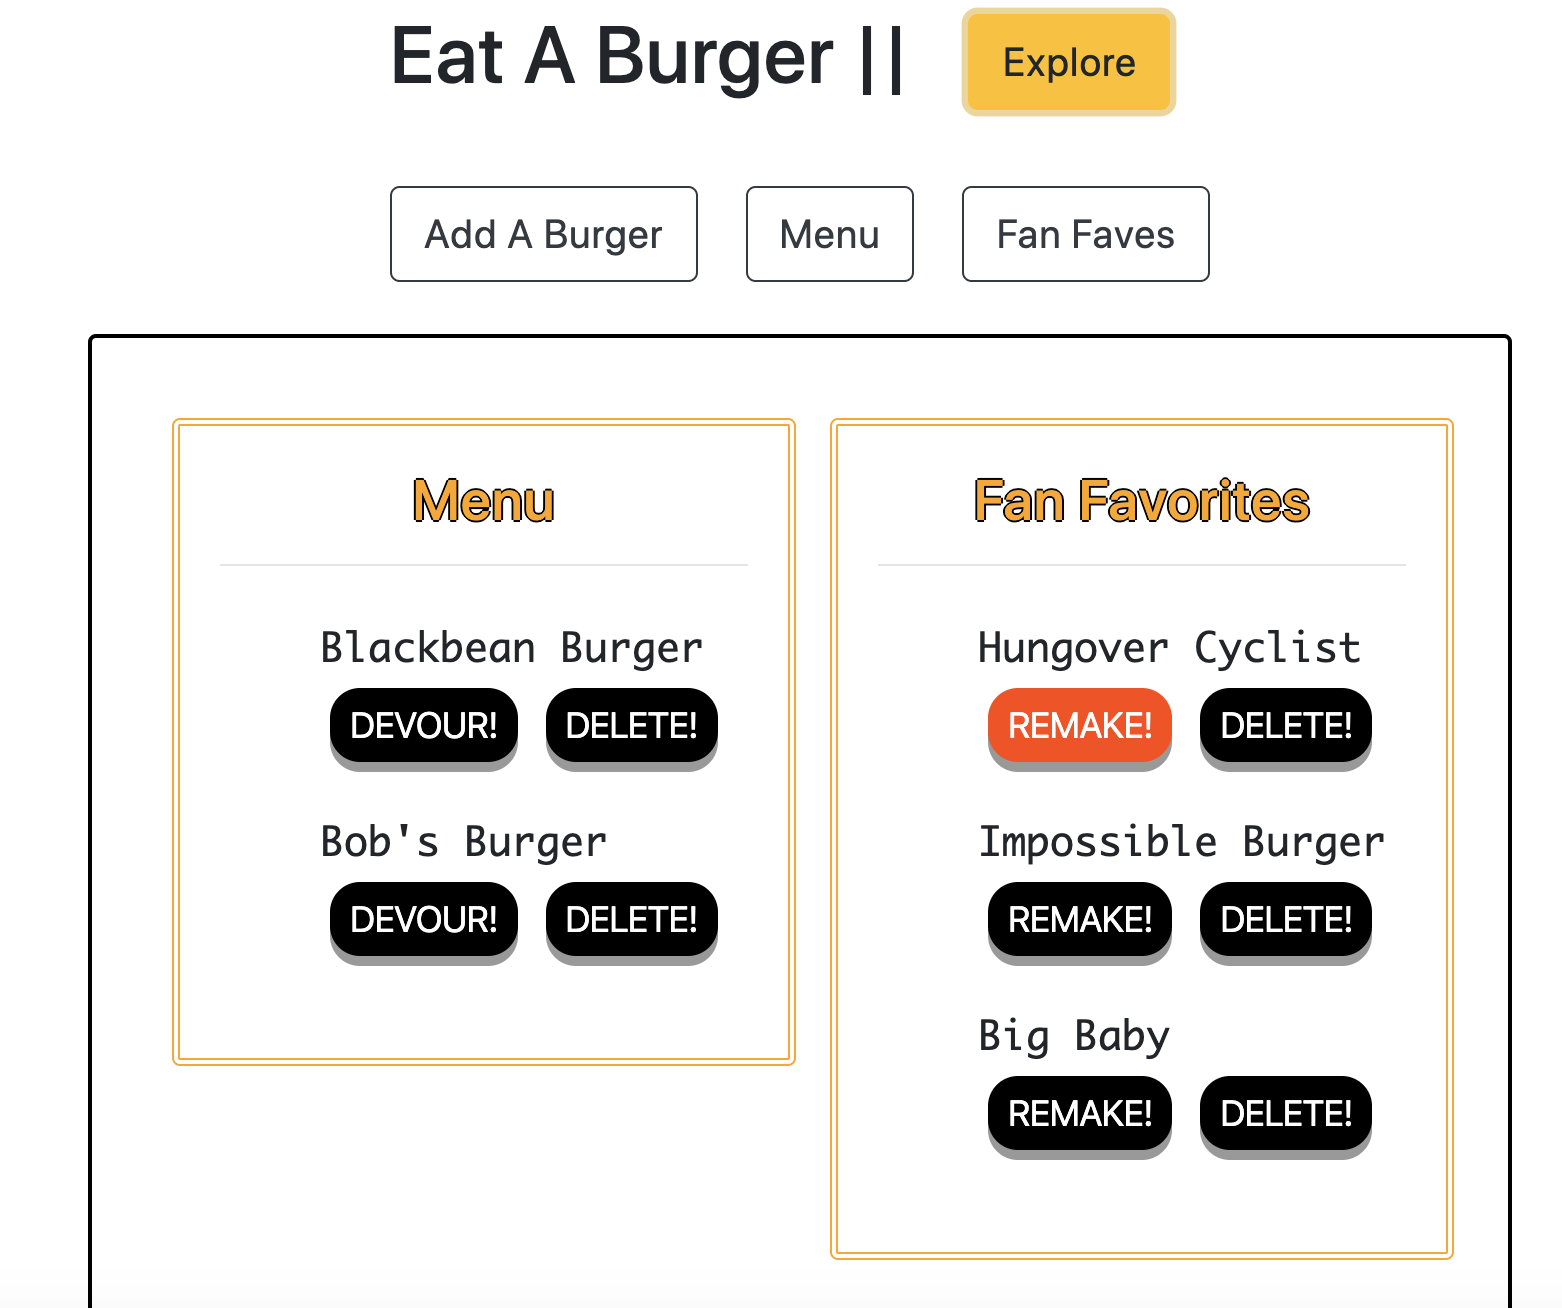 Eat A Burger || Explore
Add A Burger Menu Fan Faves
Menu
Blackbean Burger
DEVOUR! DELETE!
Bob's Burger
DEVOUR! DELETE!
Fan Favorites
Hungover Cyclist
REMAKE! DELETE!
Impossible Burger
REMAKE! DELETE!
Big Baby
REMAKE! DELETE!